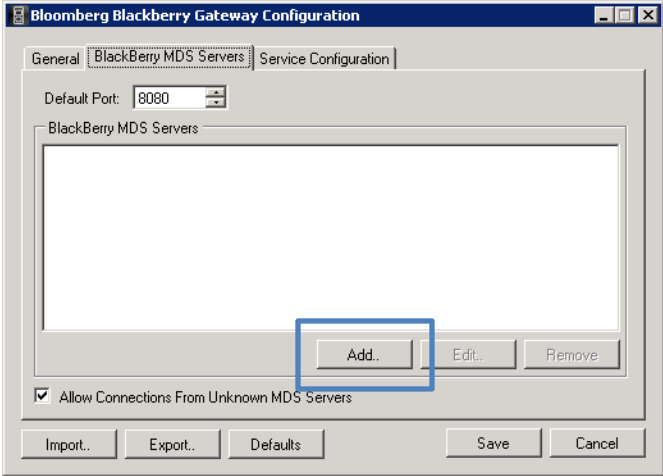 Bloomberg Blackberry Gateway Configuration
General BlackBerry MDS Servers Service Configuration
Default Port: 8080
BlackBerry MDS Servers
Add.. Edit.. Remove
Allow Connections From Unknown MDS Servers
Import.. Export.. Defaults Save Cancel